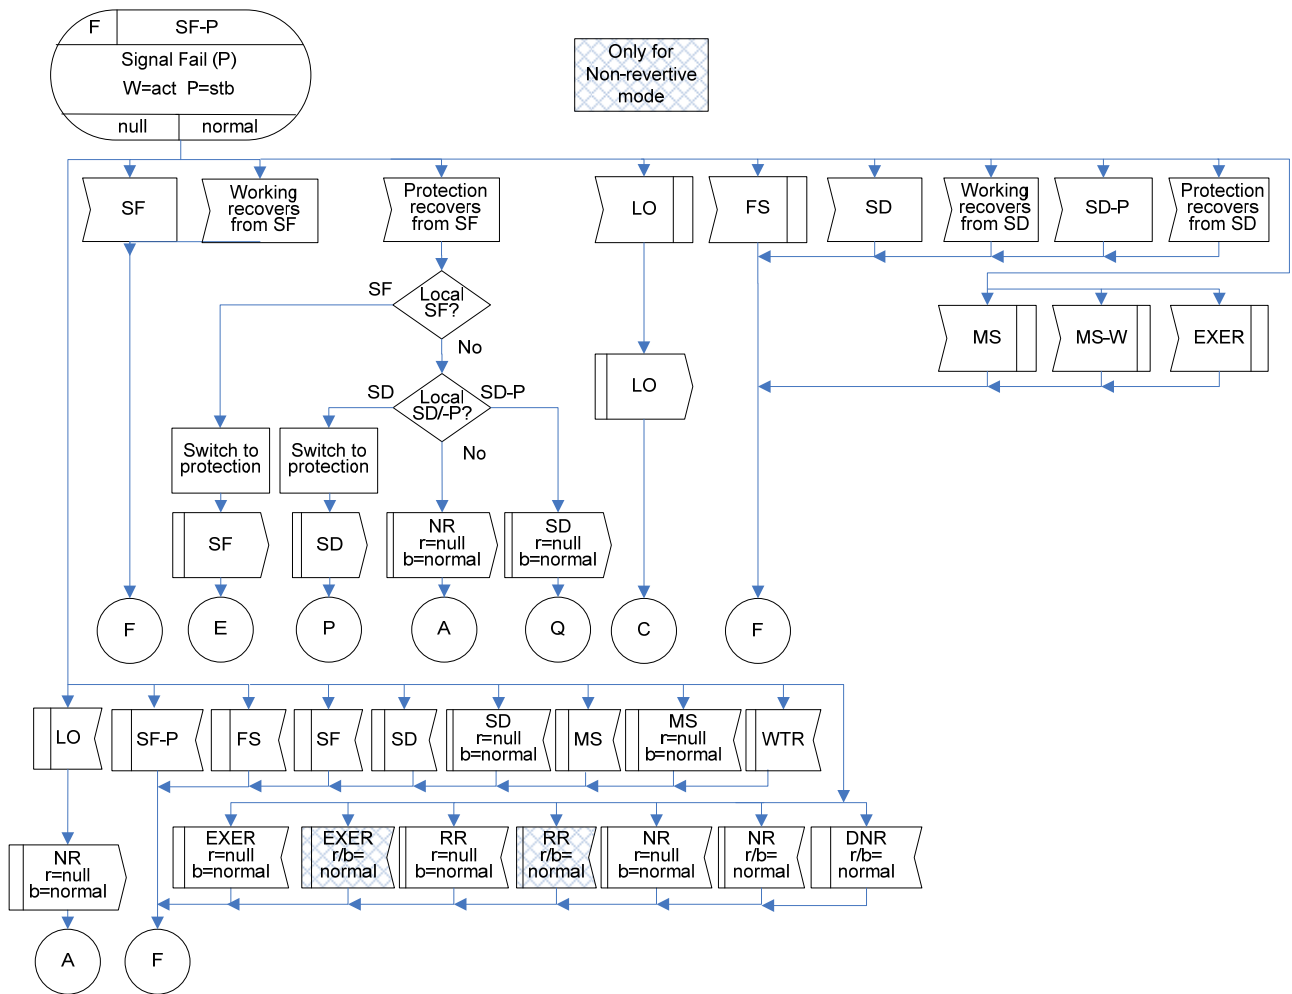 F
SF-P
Signal Fail (P)
W=act P=stb
null
normal
Only for
Non-revertive
mode
SF
Working
recovers
from SF
Protection
recovers
from SF
LO
FS
SD
Working
recovers
from SD
SD-P
Protection
recovers
from SD
SF
Local
SF?
No
MS
MS-W
EXER
LO
SD
Local
SD/-P?
SD-P
No
Switch to
protection
Switch to
protection
SF
SD
NR
r=null
b=normal
SD
r=null
b=normal
F
E
P
A
Q
C
F
LO
SF-P
FS
SF
SD
SD
r=null
b=normal
MS
MS
r=null
b=normal
WTR
EXER
r=null
b=normal
EXER
r/b=
normal
RR
r=null
b=normal
RR
r/b=
normal
NR
r=null
b=normal
NR
r/b=
normal
DNR
r/b=
normal
NR
r=null
b=normal
A
F